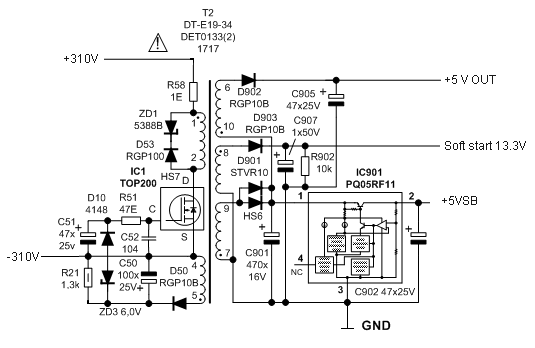 T2
DT-E19-34
DET0133(2)
1717
+310V
R58
1E
6
D902
RGP10B
+5 V OUT
C905
47x25V
D903
RGP10B
C907
1x50V
ZD1
5388B
1
10
D53
RGP100
2
8
Soft start 13.3V
IC1
TOP200
HS7
D
D901
STVR10
R902
10k
IC901
PQ05RF11
D10
4148
R51
47E
C
S
9
HS6
1
2
+5VSB
C51
47x
25V
C52
104
-310V
4
7
C901
470x
16V
4
NC
3
C902 47x25V
R21
1,3k
C50
100x
25V
D50
RGP10B
5
ZD3 6,0V
GND